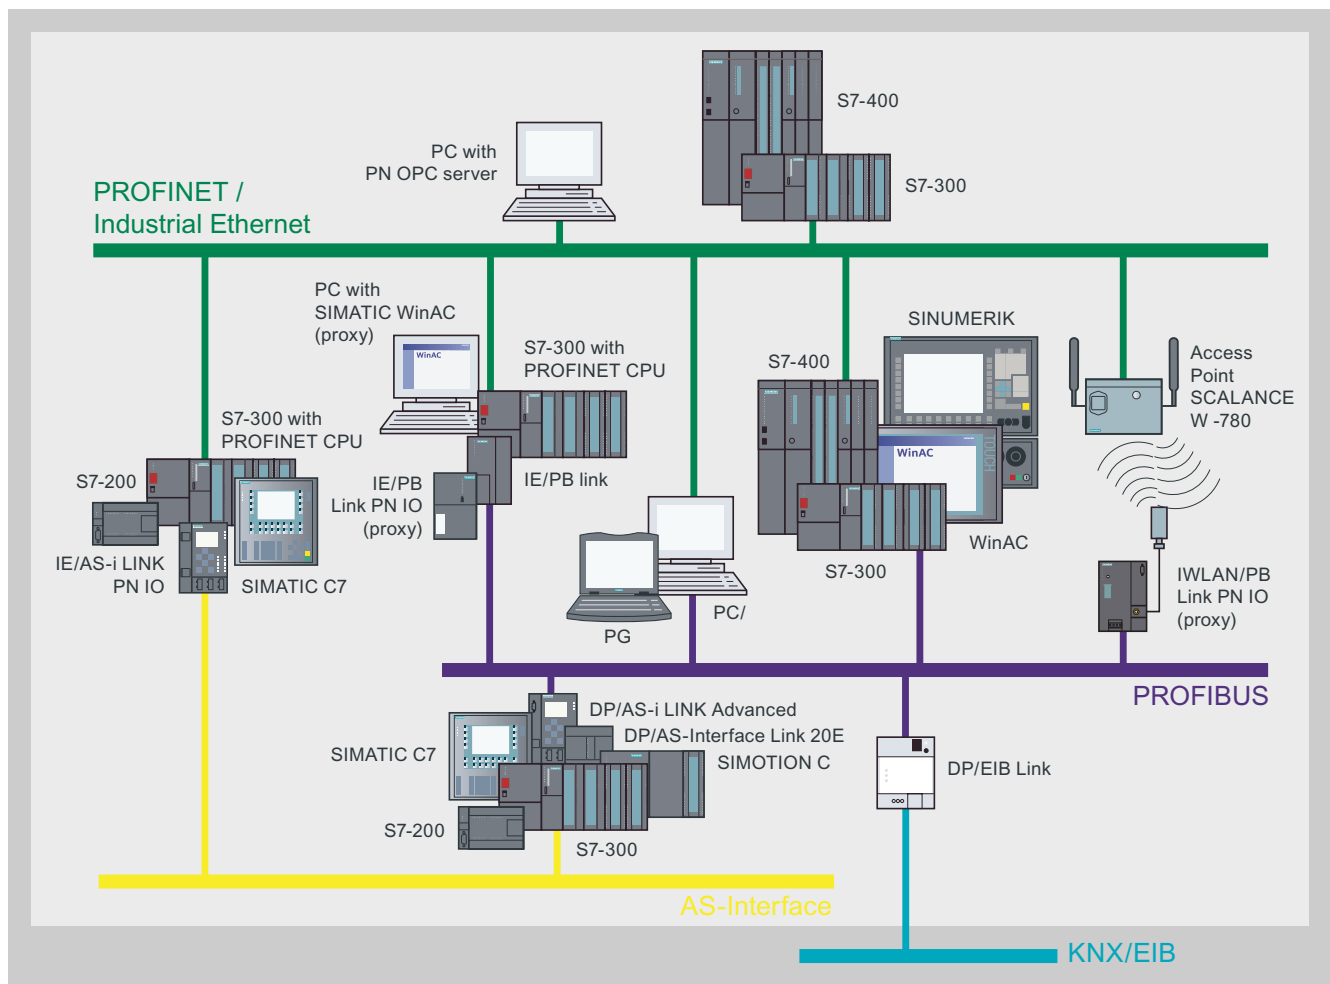 S7-400
PC with
PN OPC server
S7-300
PROFINET /
Industrial Ethernet
PC with
SIMATIC WinAC
(proxy)
WinAC
S7-300 with
PROFINET CPU
SINUMERIK
S7-400
Access
Point
SCALANCE
W -780
S7-300 with
PROFINET CPU
S7-200
IE/PB
Link PN IO
(proxy)
IE/PB link
WinAC
TOUCH
WinAC
S7-300
IE/AS-i LINK
PN IO
SIMATIC C7
PG
PC/
IWLAN/PB
Link PN IO
(proxy)
PROFIBUS
DP/AS-i LINK Advanced
DP/AS-Interface Link 20E
SIMATIC C7
SIMOTION C
DP/EIB Link
S7-200
S7-300
AS-Interface
KNX/EIB